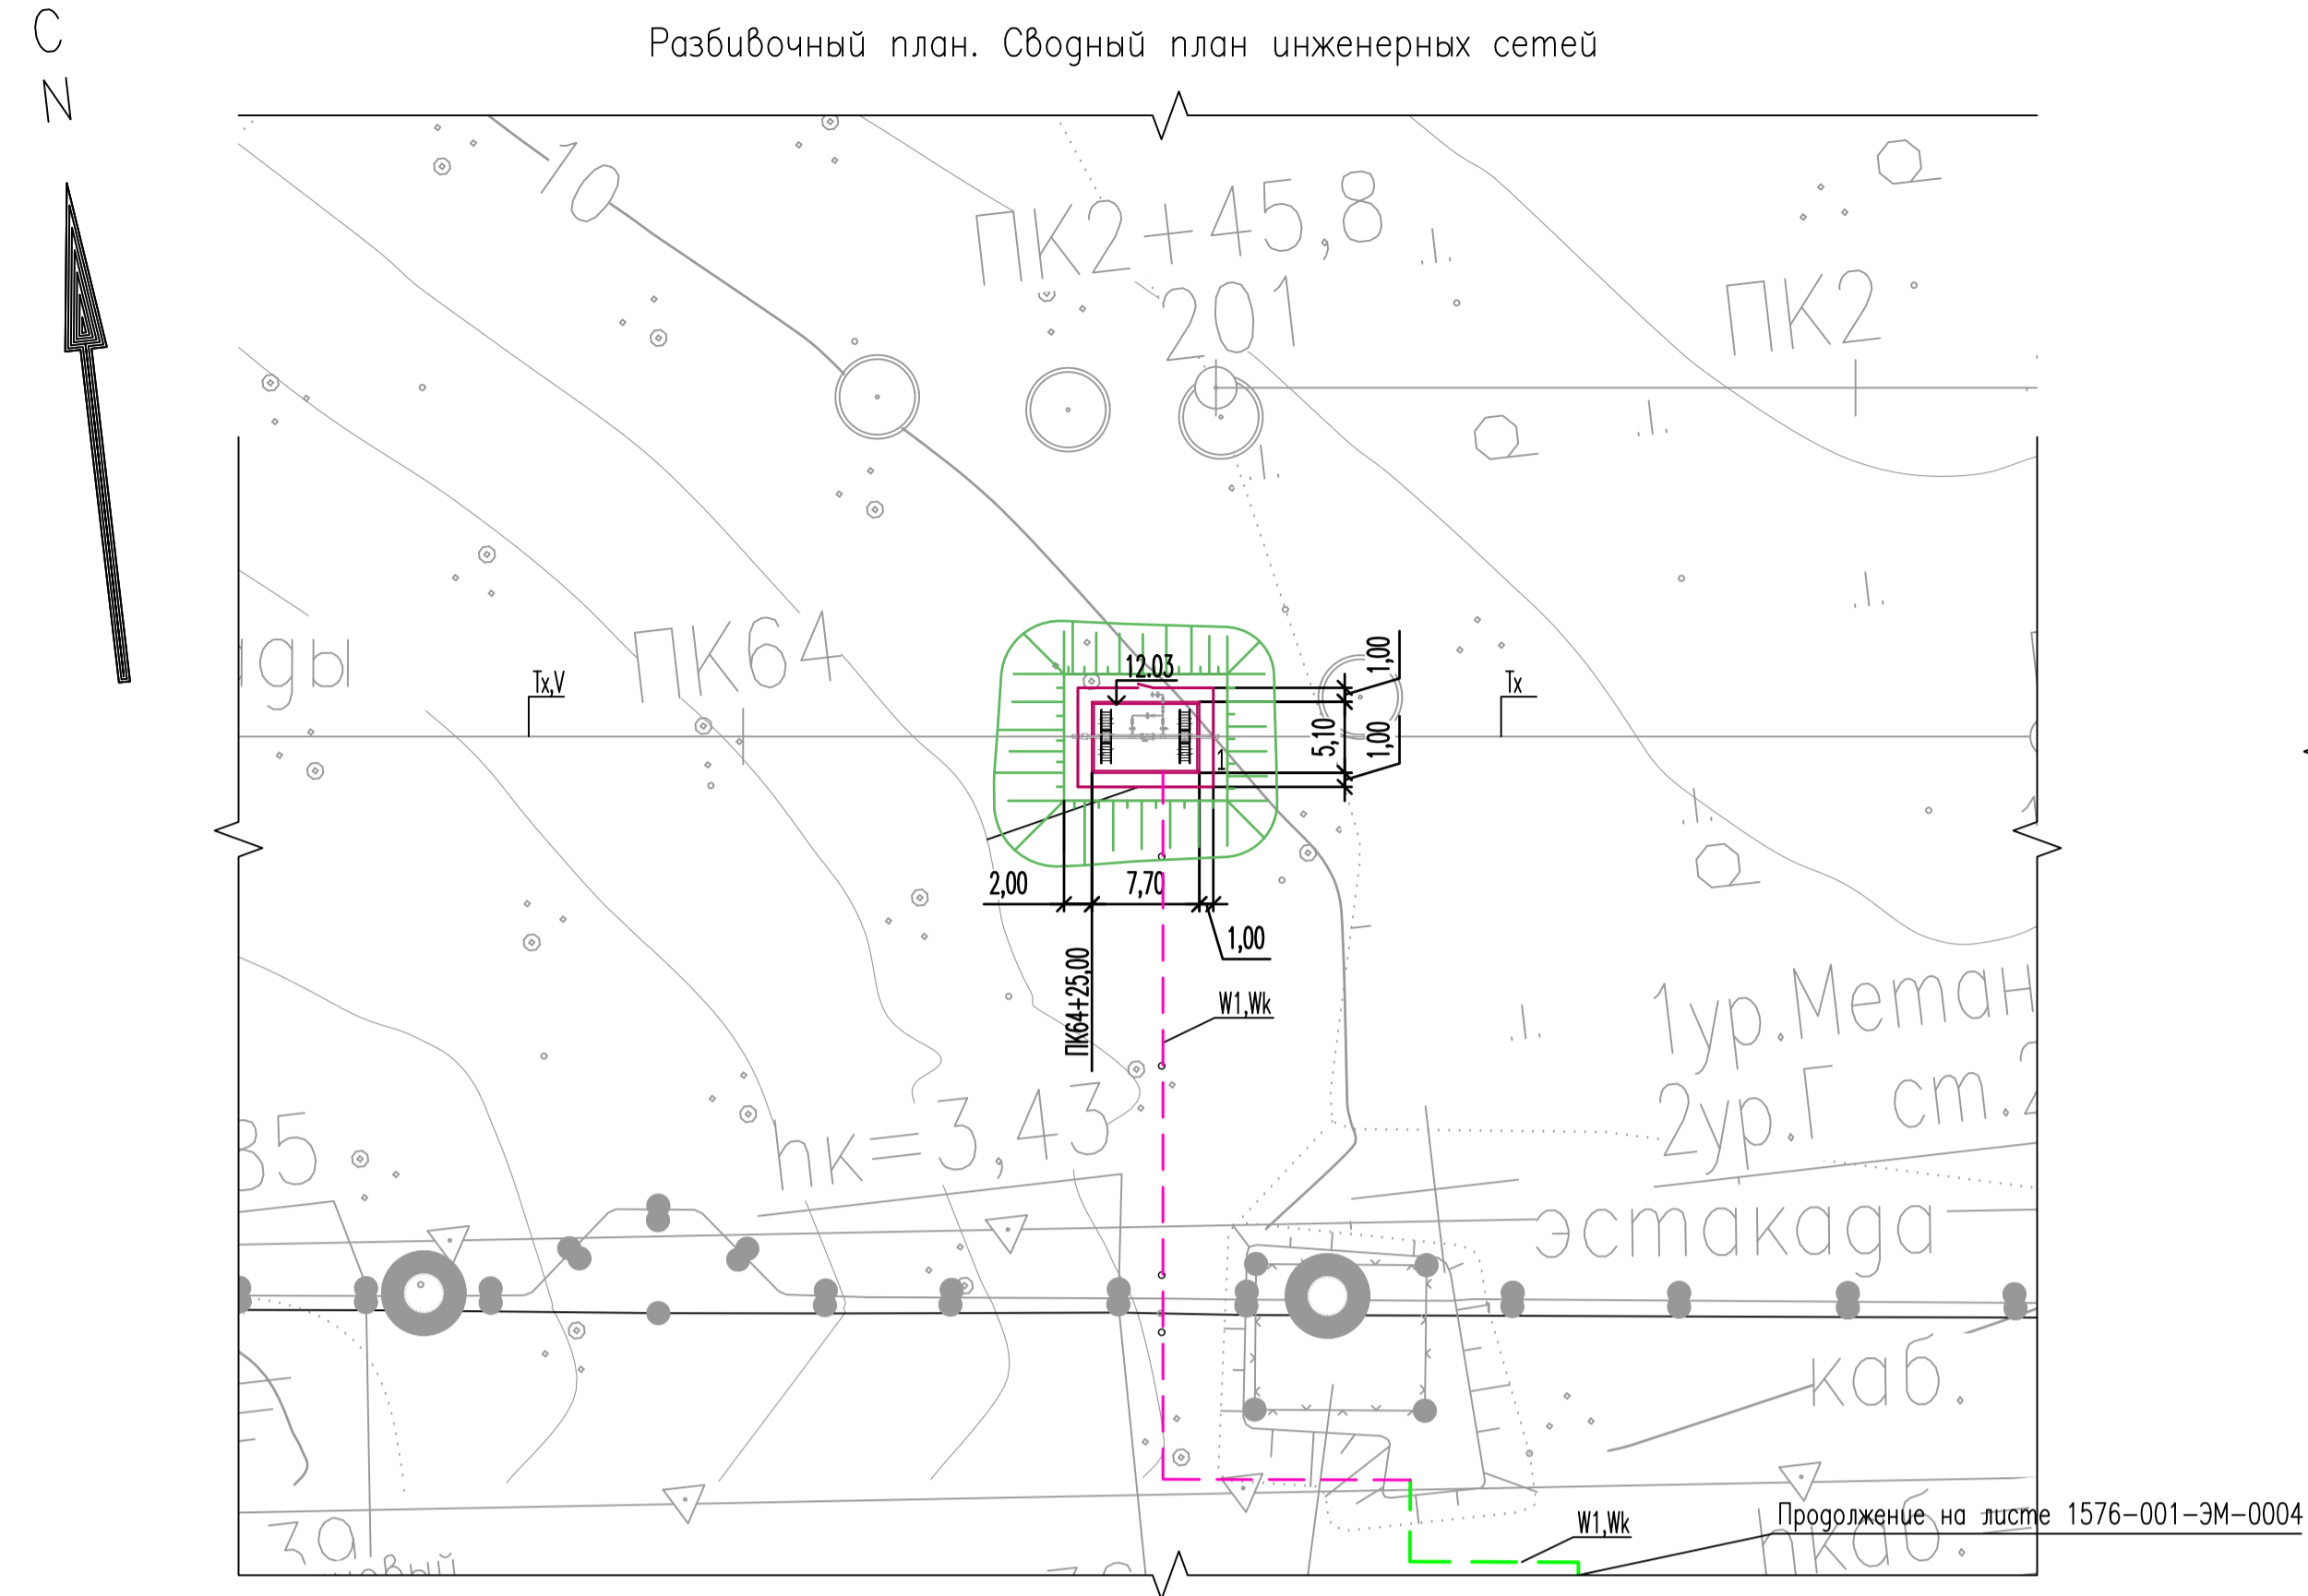 С
Разбивочный план. Сводный план инженерных сетей
N
10
ПК2+45,8
201
ПК2
ПК64
Тх,V
12.03
1,00
Тх
5,10
1,00
1
2,00
7,70
1,00
ПК64+25,00
W1,Wk
1ур.Метан
2ур.Г ст.2
hк=3,43
35
Эстакада
каб.
W1,Wk
Продолжение на листе 1576-001-ЭМ-0004
hкаб.